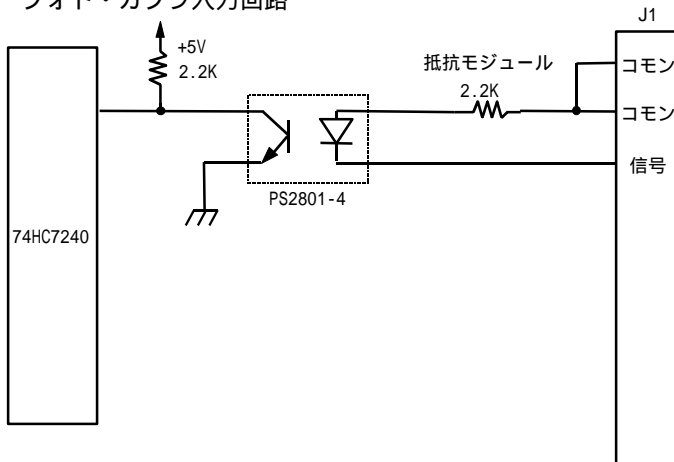 フォト・カプラ入力回路
J1
+5V
2.2K
抵抗モジュール
2.2K
コモン
コモン
信号
PS2801-4
74HC7240